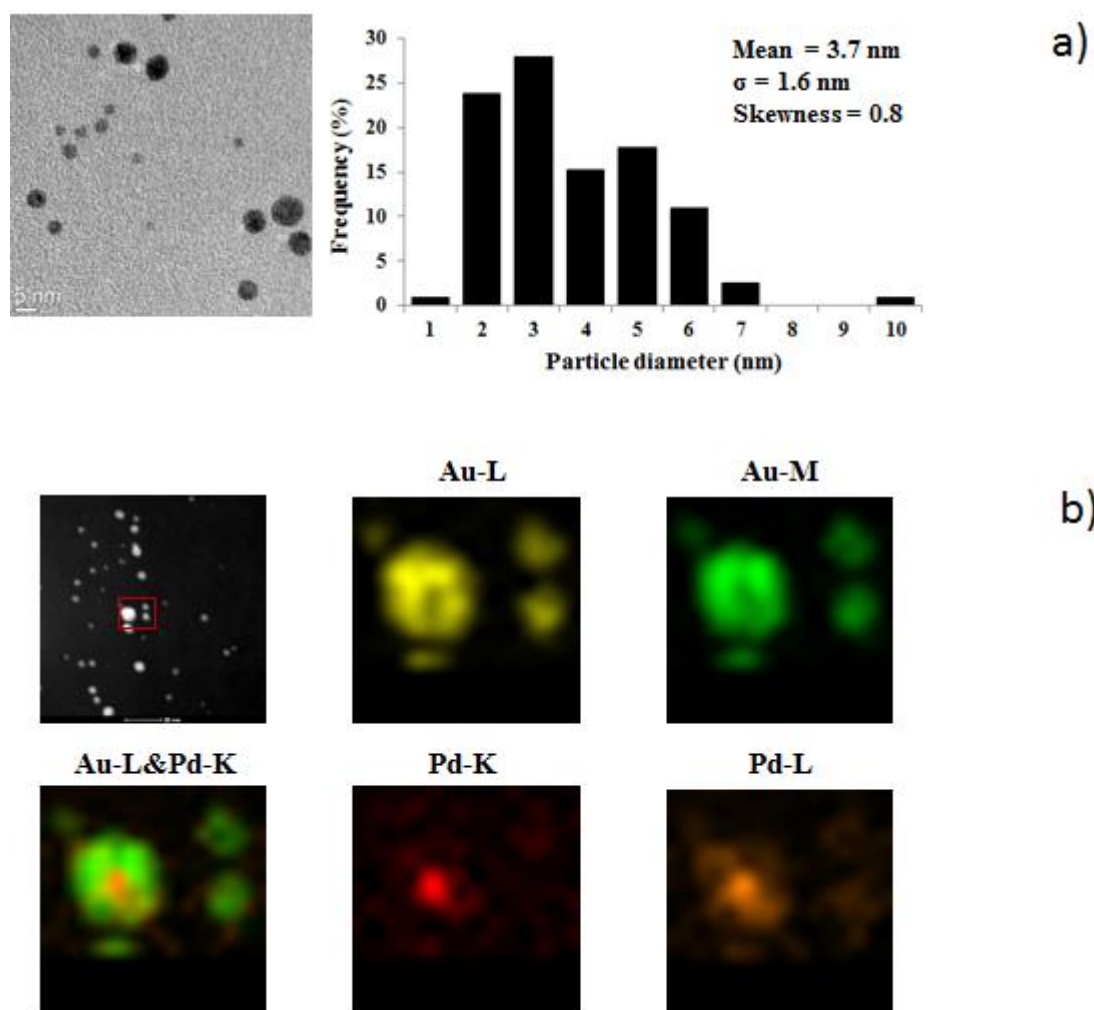 a)
Mean = 3.7 nm
σ = 1.6 nm
Skewness = 0.8
30
25
20
15
10
5
0
Frequency (%)
1 2 3 4 5 6 7 8 9 10
Particle diameter (nm)
5 nm
b)
Au-L Au-M
Au-L&Pd-K Pd-K Pd-L